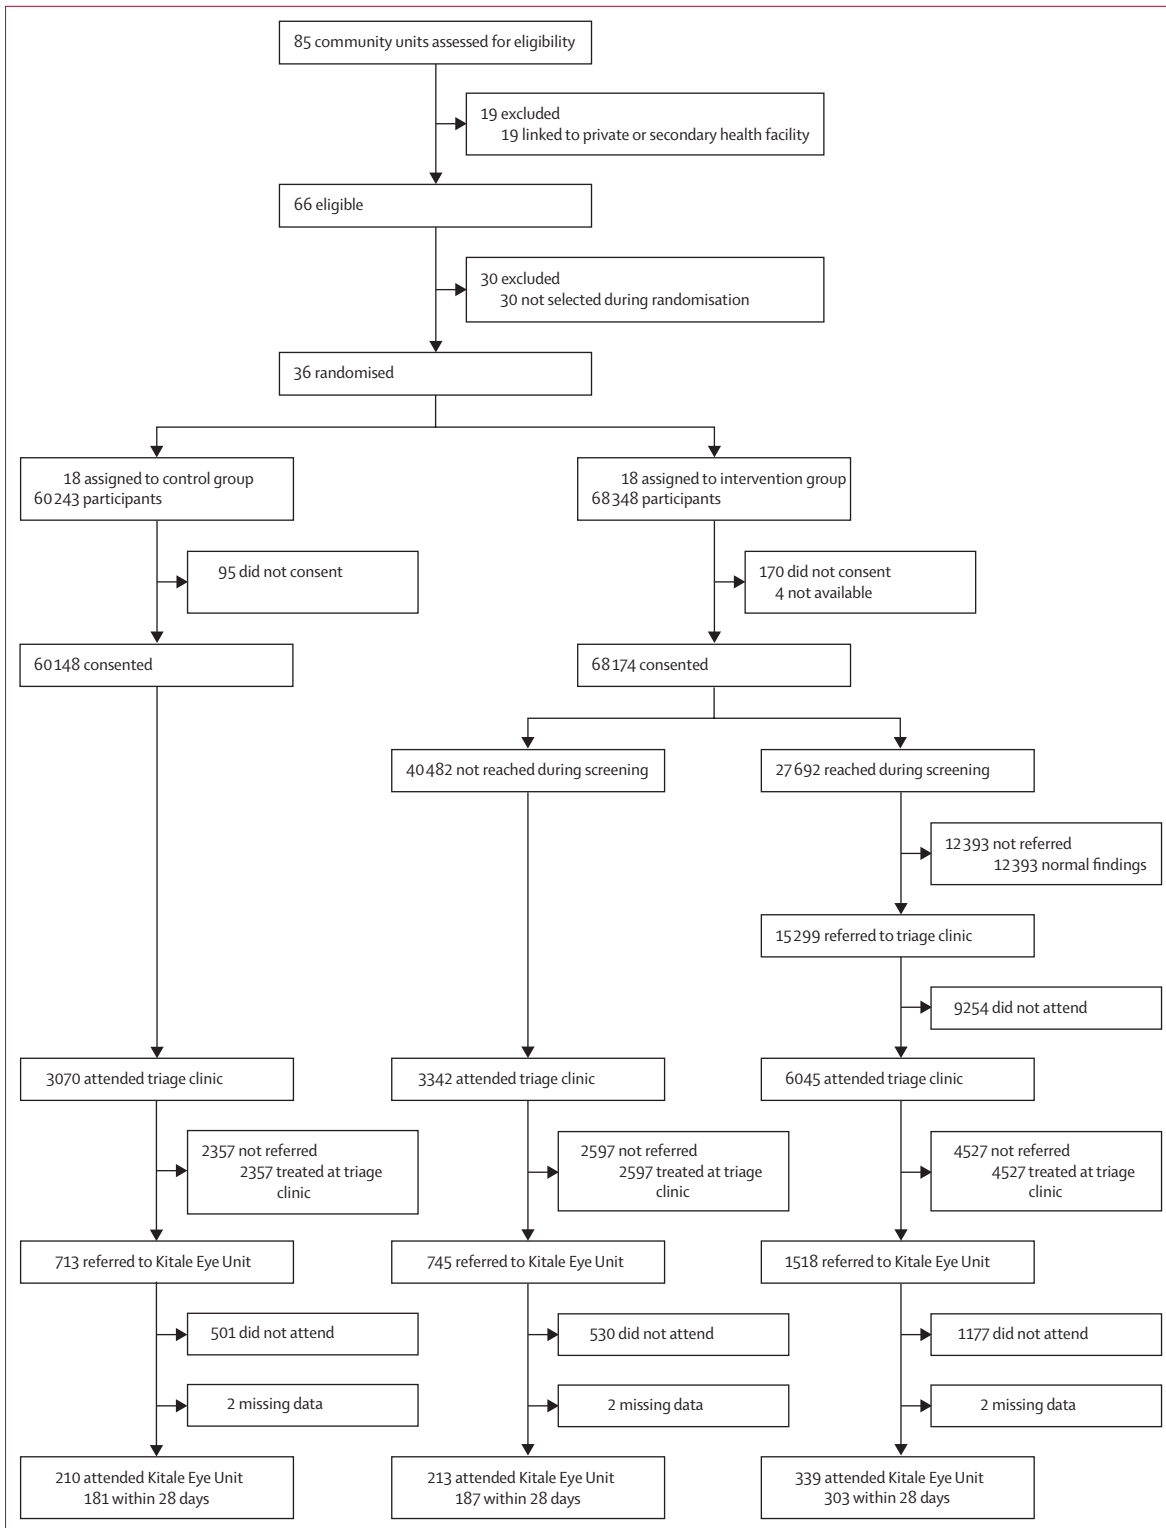 85 community units assessed for eligibility
19 excluded
19 linked to private or secondary health facility
66 eligible
30 excluded
30 not selected during randomisation
36 randomised
18 assigned to control group
60 243 participants
18 assigned to intervention group
68 348 participants
95 did not consent
170 did not consent
4 not available
60 148 consented
68 174 consented
40 482 not reached during screening
27 692 reached during screening
12 393 not referred
12 393 normal findings
15 299 referred to triage clinic
9254 did not attend
3070 attended triage clinic
3342 attended triage clinic
6045 attended triage clinic
2357 not referred
2357 treated at triage
clinic
2597 not referred
2597 treated at triage
clinic
4527 not referred
4527 treated at triage
clinic
713 referred to Kitale Eye Unit
745 referred to Kitale Eye Unit
1518 referred to Kitale Eye Unit
501 did not attend
530 did not attend
1177 did not attend
2 missing data
2 missing data
2 missing data
210 attended Kitale Eye Unit
181 within 28 days
213 attended Kitale Eye Unit
187 within 28 days
339 attended Kitale Eye Unit
303 within 28 days